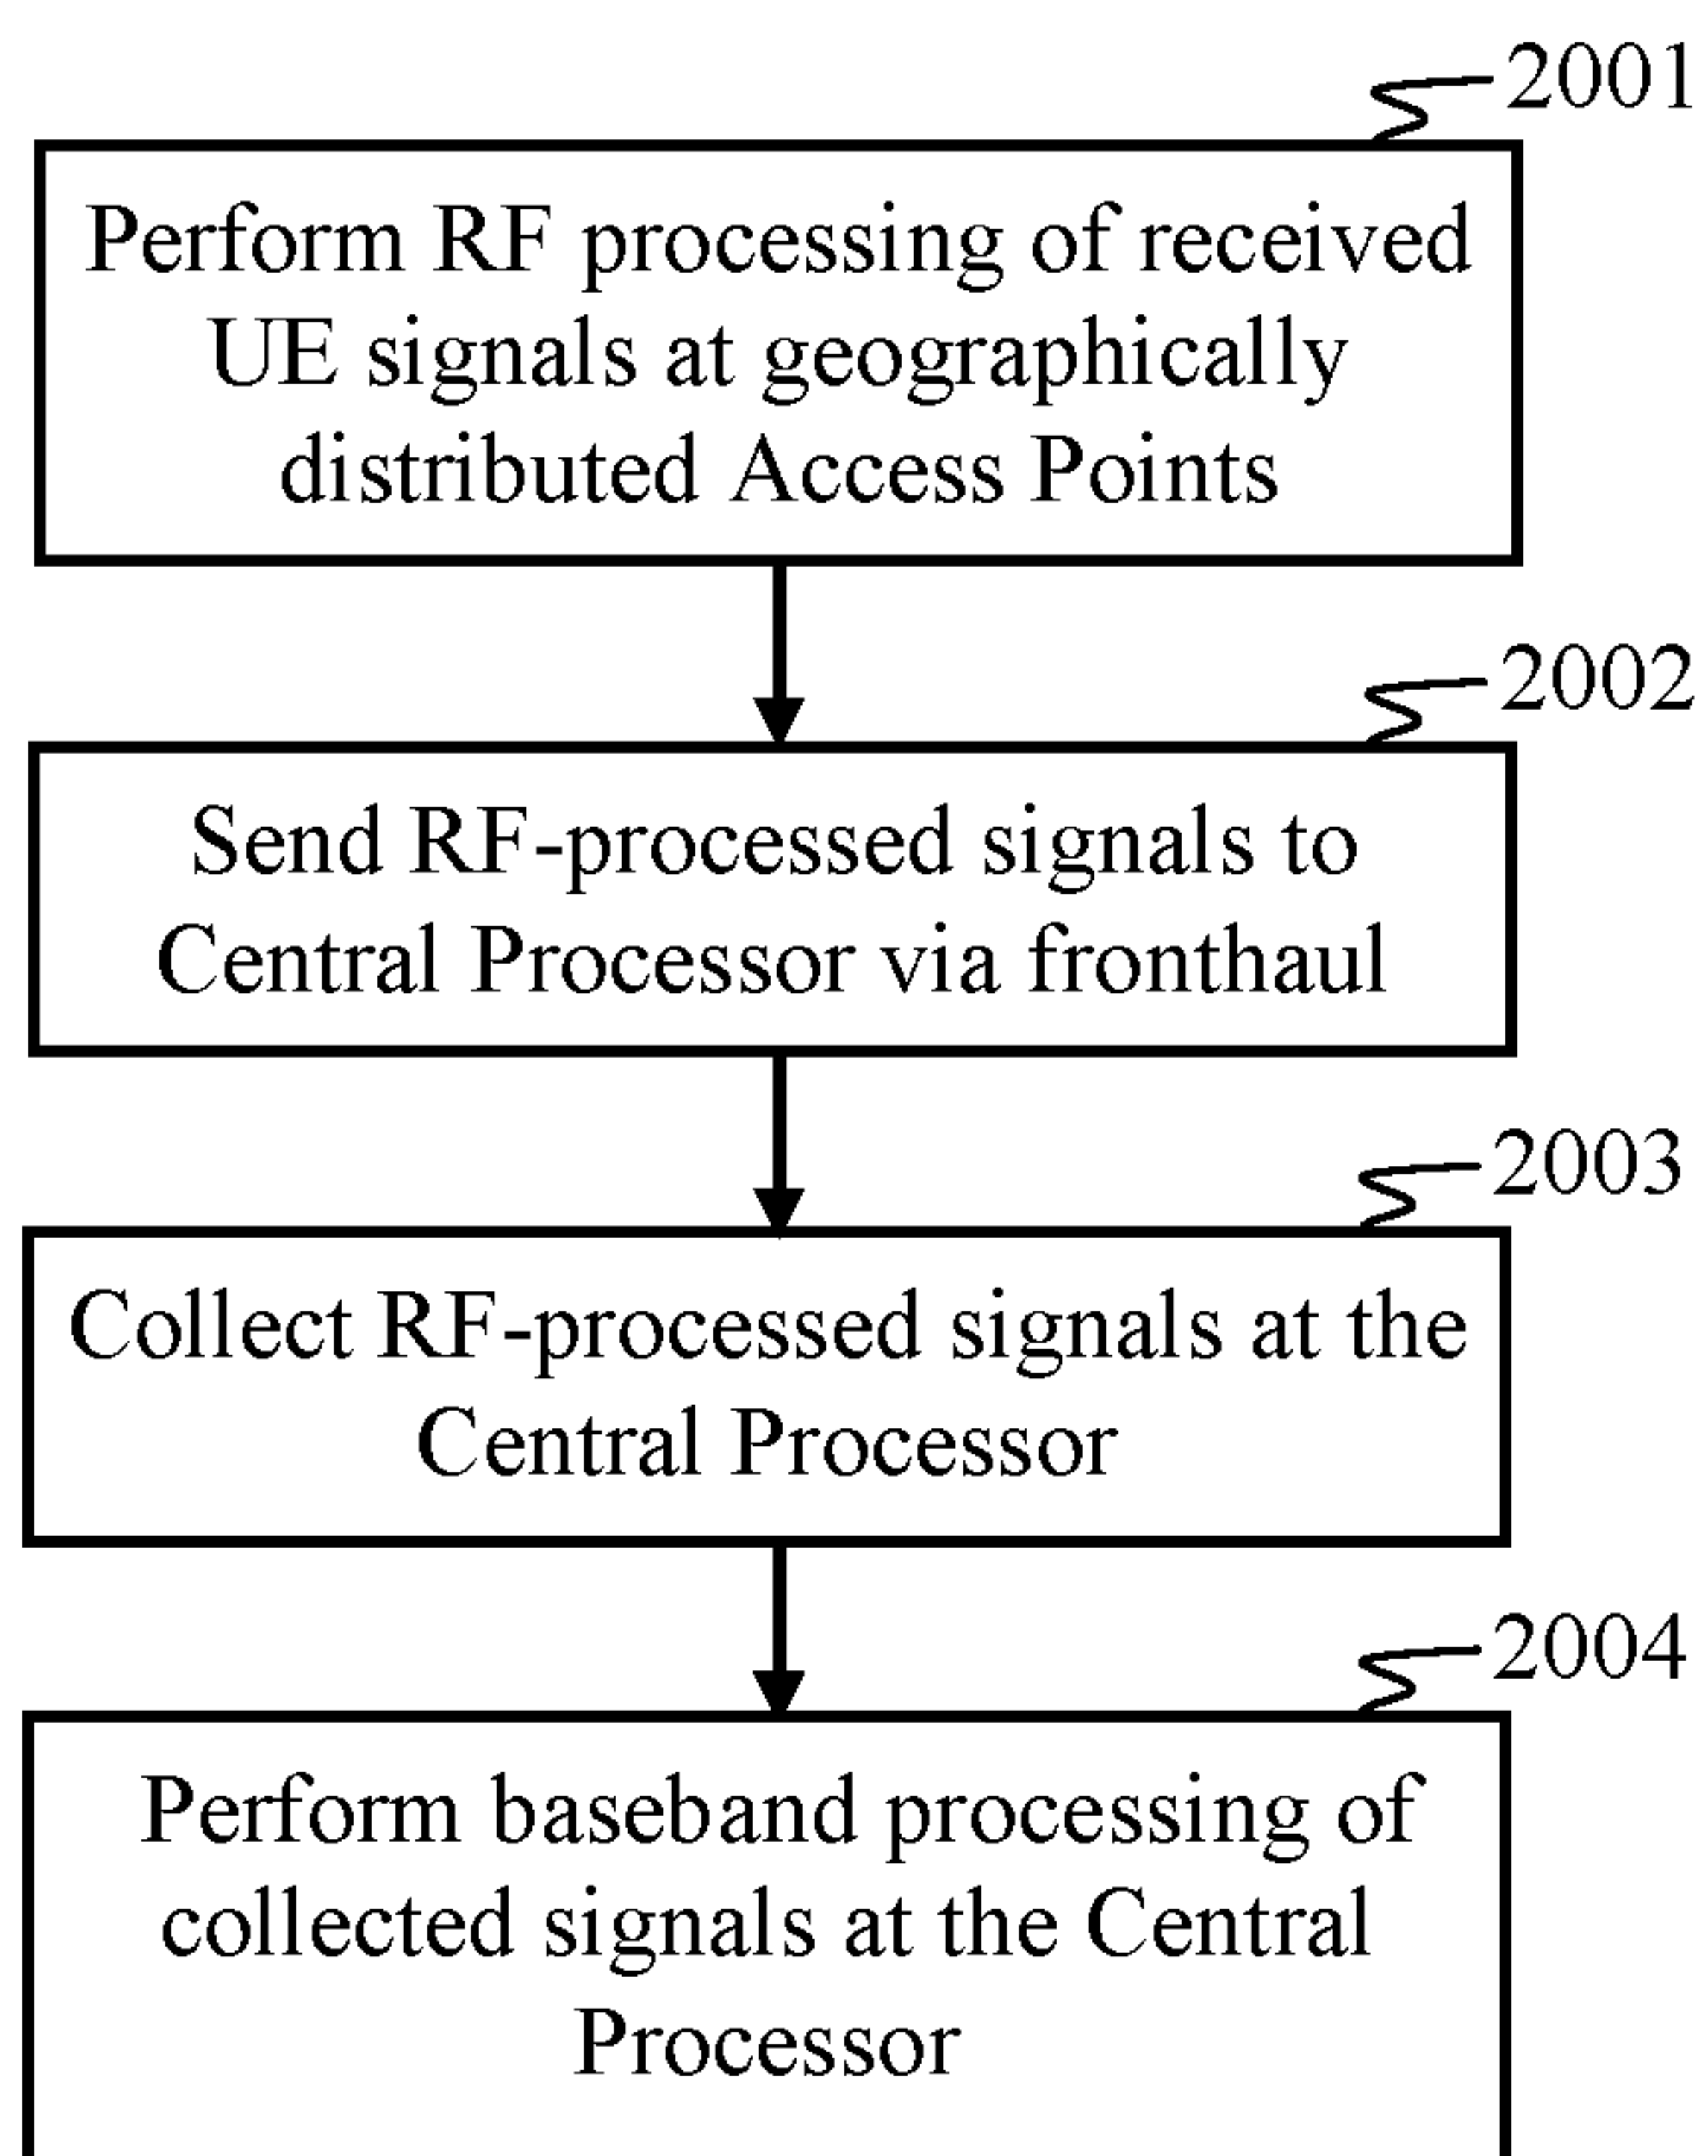 2001
Perform RF processing of received
UE signals at geographically
distributed Access Points
2002
Send RF-processed signals to
Central Processor via fronthaul
2003
Collect RF-processed signals at the
Central Processor
2004
Perform baseband processing of
collected signals at the Central
Processor